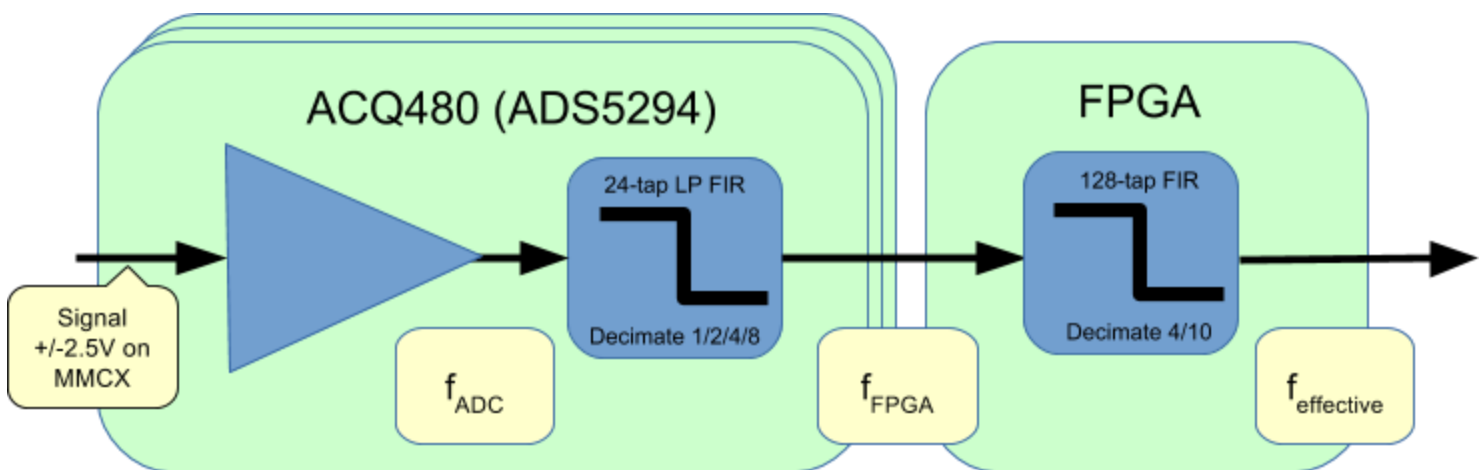 ACQ480 (ADS5294)
FPGA
24-tap LP FIR
128-tap FIR
Signal
+/-2.5V on
MMCX
Decimate 1/2/4/8
Decimate 4/10
fADC
fFPGA
feffective